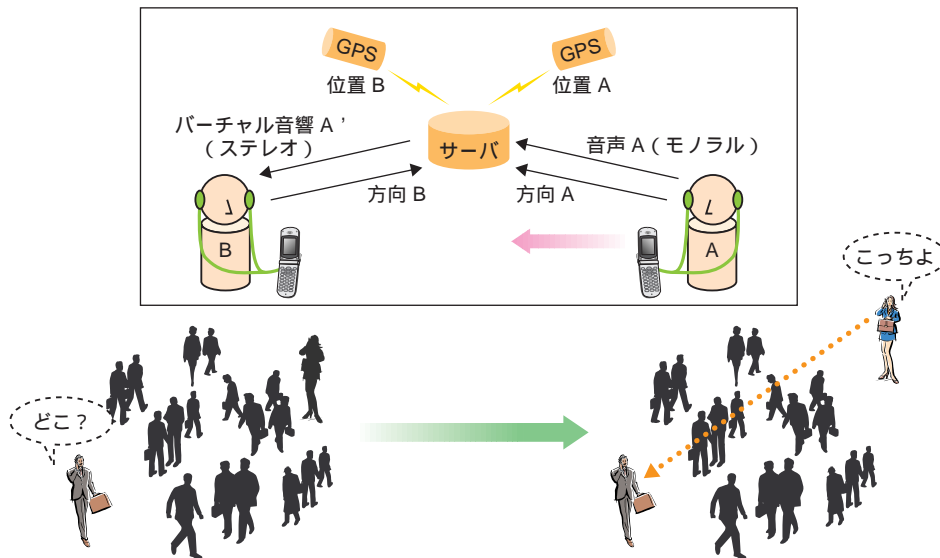 GPS
GPS
位置 B
位置 A
バーチャル音響 A ’
（ステレオ）
サーバ
音声 A（モノラル）
方向 B
方向 A
B
A
こっちよ
どこ？